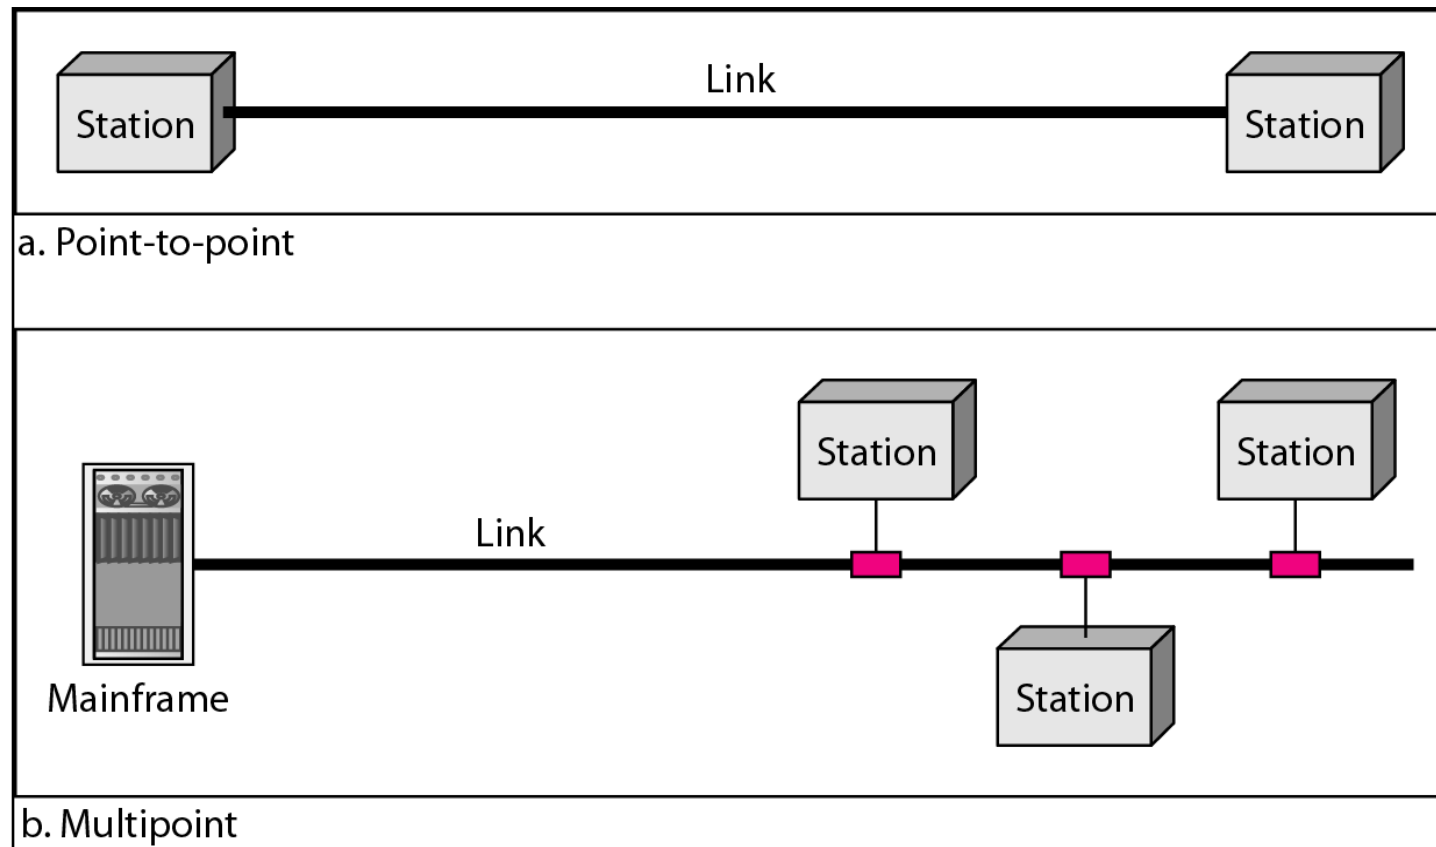 Link
Station
Station
a. Point-to-point
Station
Station
Link
Mainframe
Station
b. Multipoint